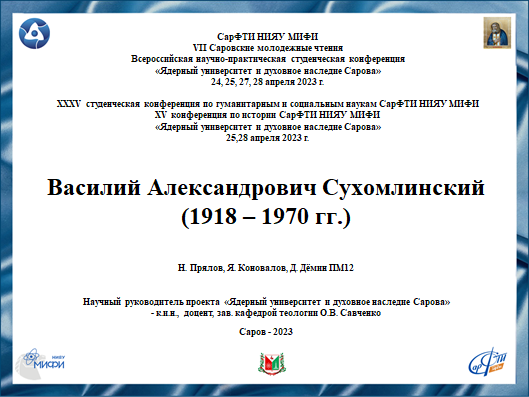 СарФТИ НИЯУ МИФИ
VII Саровские молодежные чтения
Всероссийская научно-практическая студенческая конференция
«Ядерный университет и духовное наследие Сарова»
24, 25, 27, 28 апреля 2023 г.
XXXV студенческая конференция по гуманитарным и социальным наукам СарФТИ НИЯУ МИФИ
XV конференция по истории СарФТИ НИЯУ МИФИ
«Ядерный университет и духовное наследие Сарова»
25,28 апреля 2023 г.
Василий Александрович Сухомлинский
(1918 – 1970 гг.)
Н. Прялов, Я. Коновалов, Д. Дёмин ПМ12
Научный руководитель проекта «Ядерный университет и духовное наследие Сарова»
- к.и.н., доцент, зав. кафедрой теологии О.В. Савченко
Саров - 2023
НИЯУ
МИФИ
СарФТИ